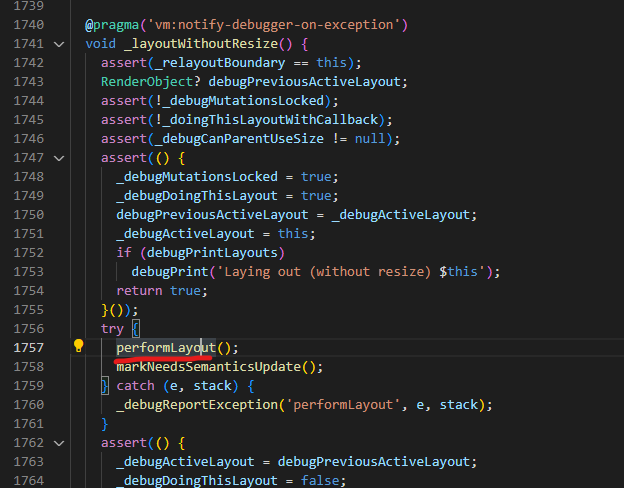 1739
1740 @pragma('vm:notify-debugger-on-exception')
1741 void _layoutWithoutResize() {
1742 assert(_relayoutBoundary == this);
1743 RenderObject? debugPreviousActiveLayout;
1744 assert(!_debugMutationsLocked);
1745 assert(!_doingThisLayoutWithCallback);
1746 assert(_debugCanParentUseSize != null);
1747 assert(() {
1748 _debugMutationsLocked = true;
1749 _debugDoingThisLayout = true;
1750 debugPreviousActiveLayout = _debugActiveLayout;
1751 _debugActiveLayout = this;
1752 if (debugPrintLayouts)
1753 debugPrint('Laying out (without resize) $this');
1754 return true;
1755 }());
1756 try {
1757 performLayout();
1758 markNeedsSemanticsUpdate();
1759 } catch (e, stack) {
1760 _debugReportException('performLayout', e, stack);
1761 }
1762 assert(() {
1763 _debugActiveLayout = debugPreviousActiveLayout;
1764 _debugDoingThisLayout = false;